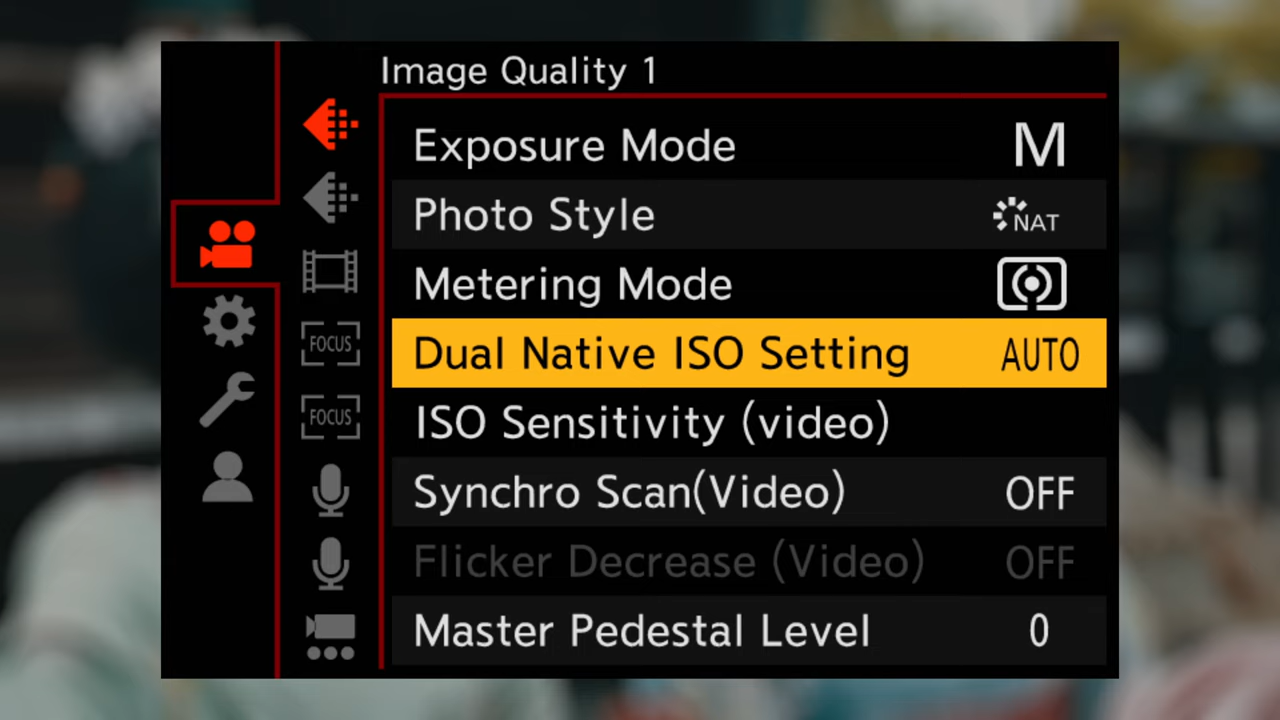 Image Quality 1
Exposure Mode M
Photo Style NAT
Metering Mode
Dual Native ISO Setting AUTO
FOCUS
ISO Sensitivity (video)
FOCUS
Synchro Scan(Video) OFF
Flicker Decrease (Video) OFF
Master Pedestal Level 0